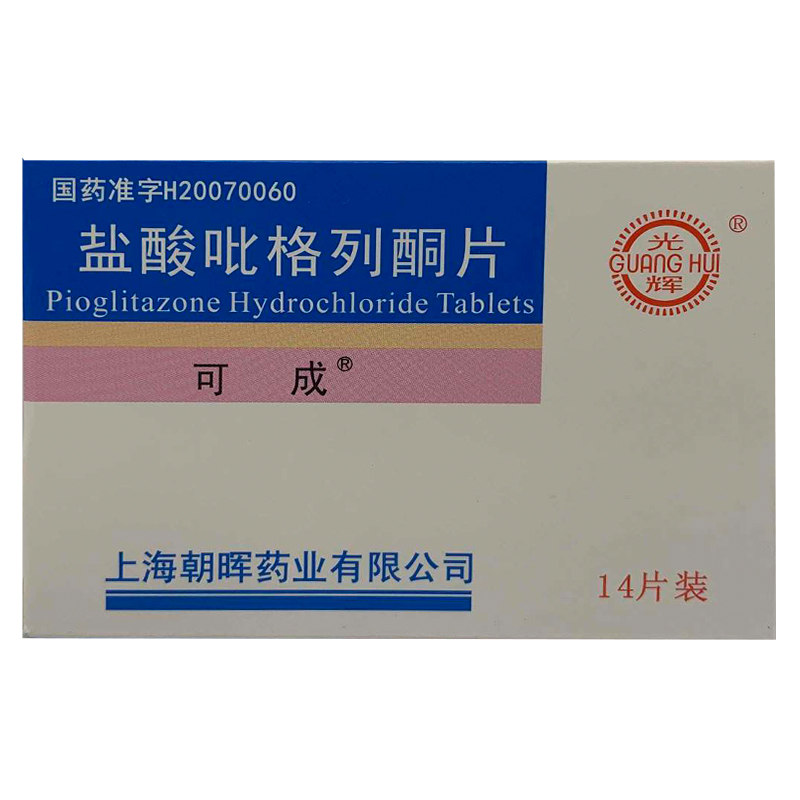 国药准字H20070060
盐酸吡格列酮片
Pioglitazone Hydrochloride Tablets
可成®
光
GUANG HUI
辉
®
上海朝晖药业有限公司
14片装